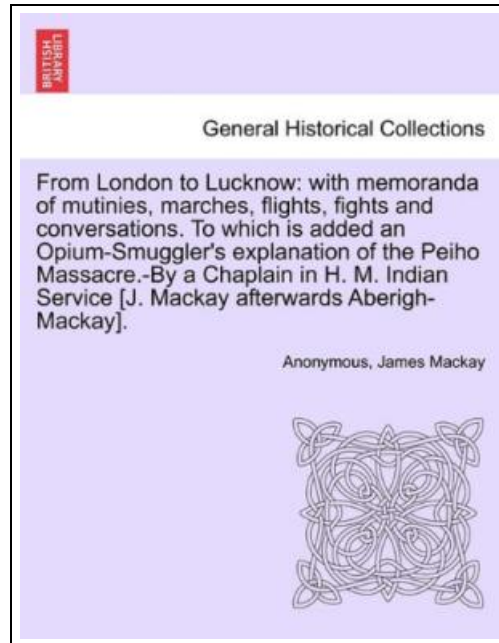 BRITISH
LIBRARY
General Historical Collections
From London to Lucknow: with memoranda
of mutinies, marches, flights, fights and
conversations. To which is added an
Opium-Smuggler's explanation of the Peiho
Massacre.-By a Chaplain in H. M. Indian
Service [J. Mackay afterwards Aberigh-
Mackay].
Anonymous, James Mackay